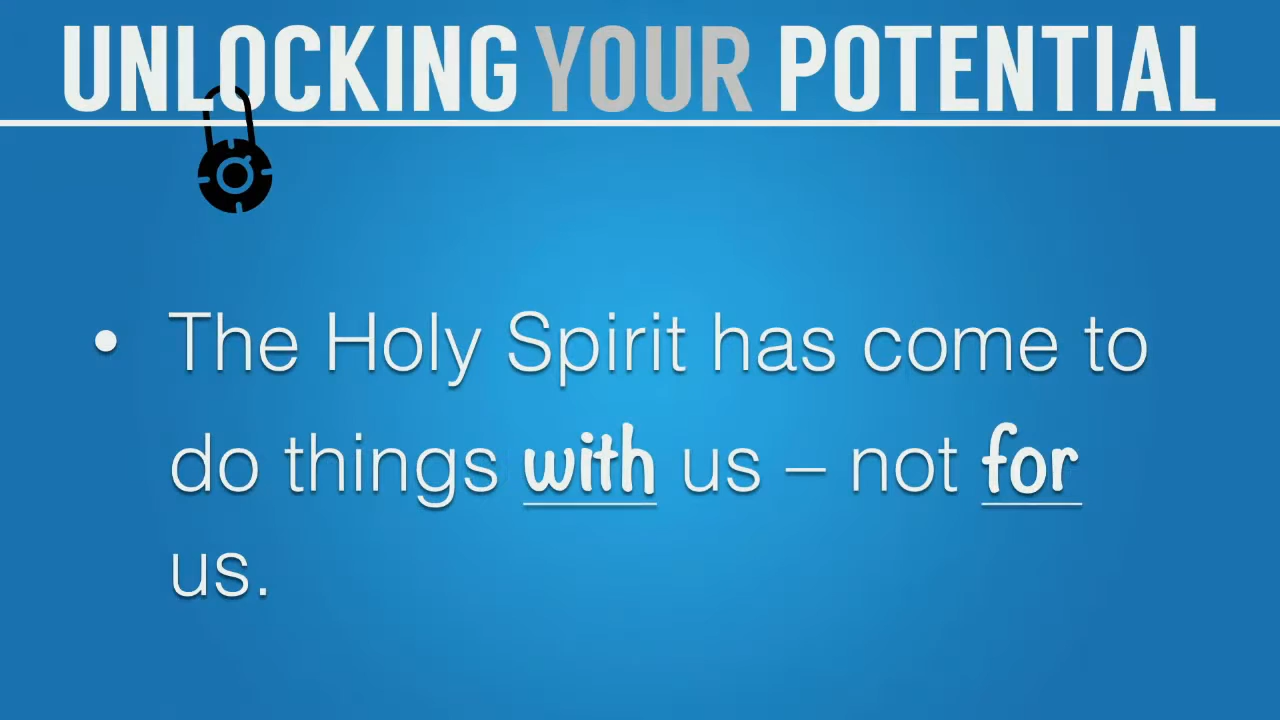 UNLOCKING YOUR POTENTIAL
• The Holy Spirit has come to
do things with us – not for
us.